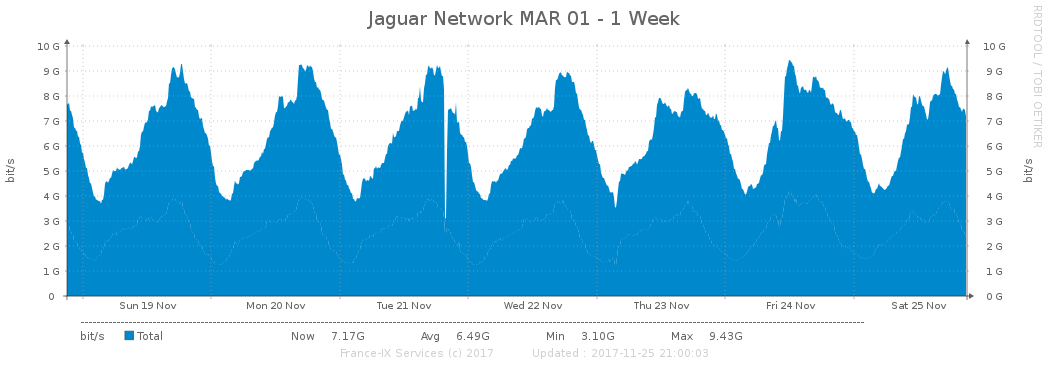 Jaguar Network MAR 01 - 1 Week
RRDTOOL / TOBI OETIKER
bit/s
10 G 10 G
9 G 9 G
8 G 8 G
7 G 7 G
6 G 6 G
5 G 5 G
4 G 4 G
3 G 3 G
2 G 2 G
1 G 1 G
0 0 G
bit/s
Sun 19 Nov Mon 20 Nov Tue 21 Nov Wed 22 Nov Thu 23 Nov Fri 24 Nov Sat 25 Nov
bit/s Total Now 7.17G Avg 6.49G Min 3.10G Max 9.43G
France-IX Services (c) 2017 Updated : 2017-11-25 21:00:03